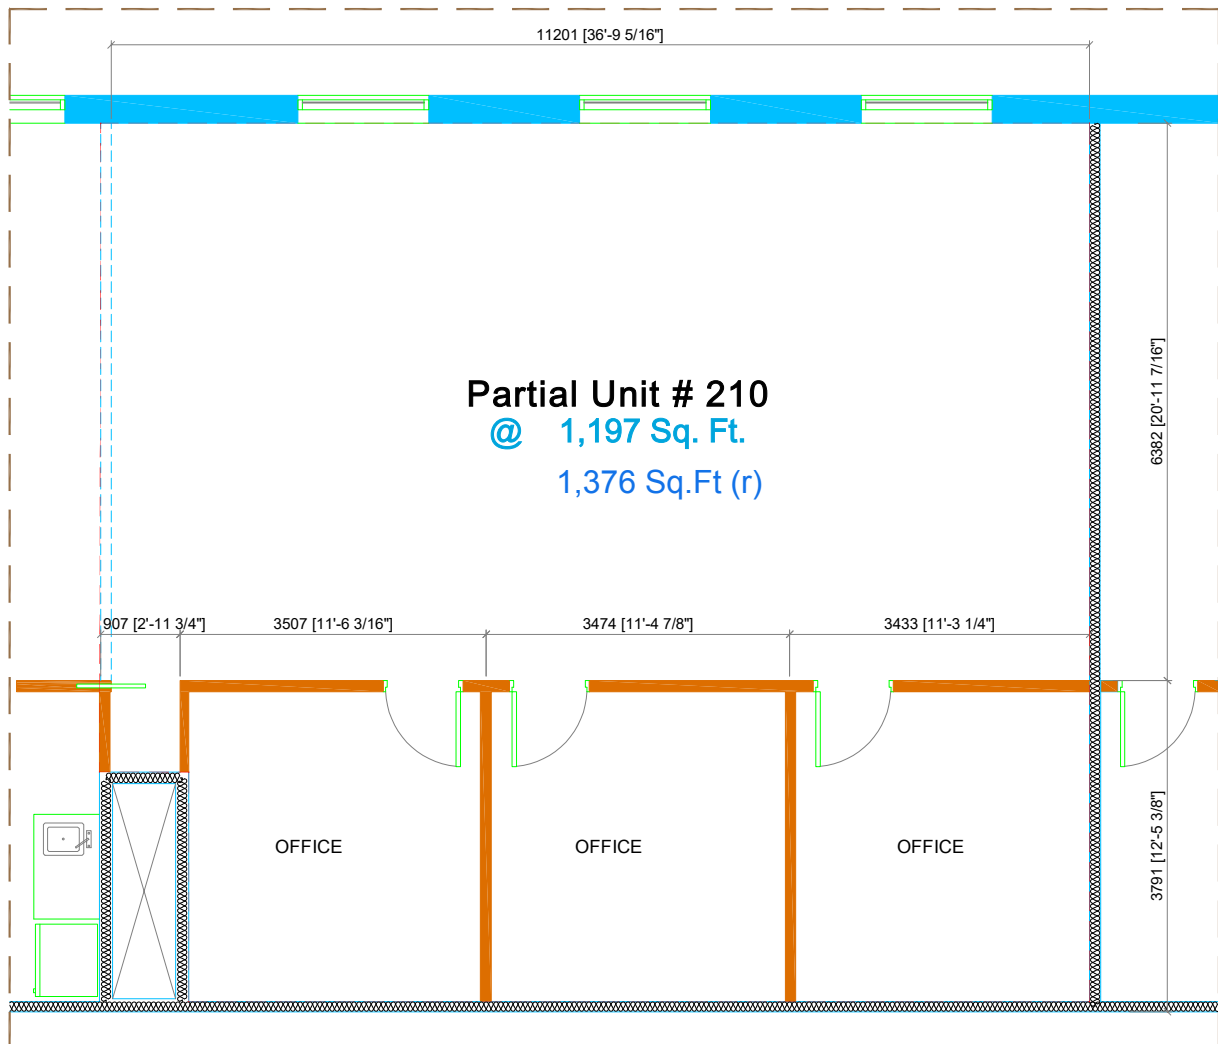 11201 [36'-9 5/16"]
Partial Unit # 210
@ 1,197 Sq. Ft.
1,376 Sq.Ft (r)
6382 [20'-11 7/16"]
907 [2'-11 3/4"]
3507 [11'-6 3/16"]
3474 [11'-4 7/8"]
3433 [11'-3 1/4"]
OFFICE
OFFICE
OFFICE
3791 [12'-5 3/8"]